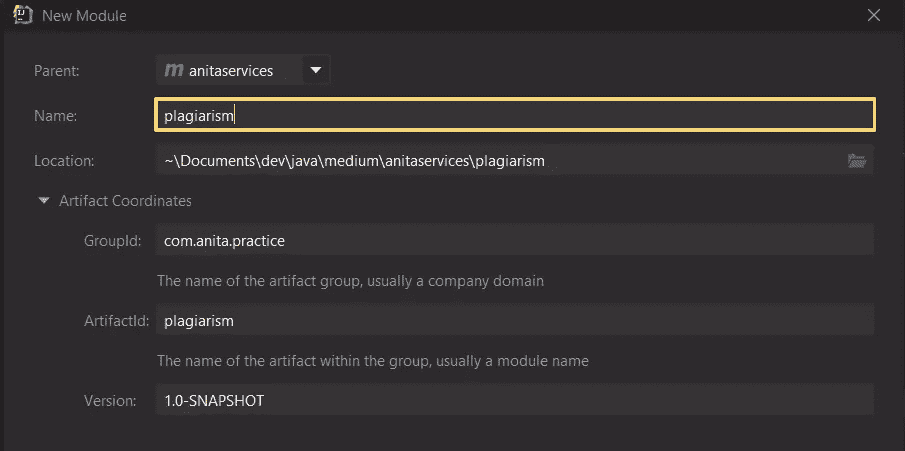 New Module
Parent: m anitaservices
Name: plagiarism
Location: ~\Documents\dev\java\medium\anitaservices\plagiarism
Artifact Coordinates
GroupId: com.anita.practice
The name of the artifact group, usually a company domain
ArtifactId: plagiarism
The name of the artifact within the group, usually a module name
Version: 1.0-SNAPSHOT